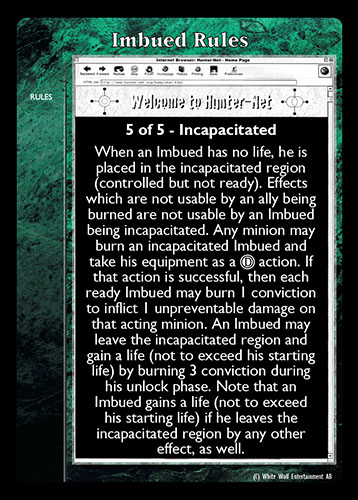 Imbued Rules
Internet Browser: Hunter-Net - Home Page
RULES
Welcome to Hunter-Net
5 of 5 - Incapacitated
When an Imbued has no life, he is
placed in the incapacitated region
(controlled but not ready). Effects
which are not usable by an ally being
burned are not usable by an Imbued
being incapacitated. Any minion may
burn an incapacitated Imbued and
take his equipment as a Ⓓ action. If
that action is successful, then each
ready Imbued may burn 1 conviction
to inflict 1 unpreventable damage on
that acting minion. An Imbued may
leave the incapacitated region and
gain a life (not to exceed his starting
life) by burning 3 conviction during
his unlock phase. Note that an
Imbued gains a life (not to exceed
his starting life) if he leaves the
incapacitated region by any other
effect, as well.
(C) White Wolf Entertainment AB